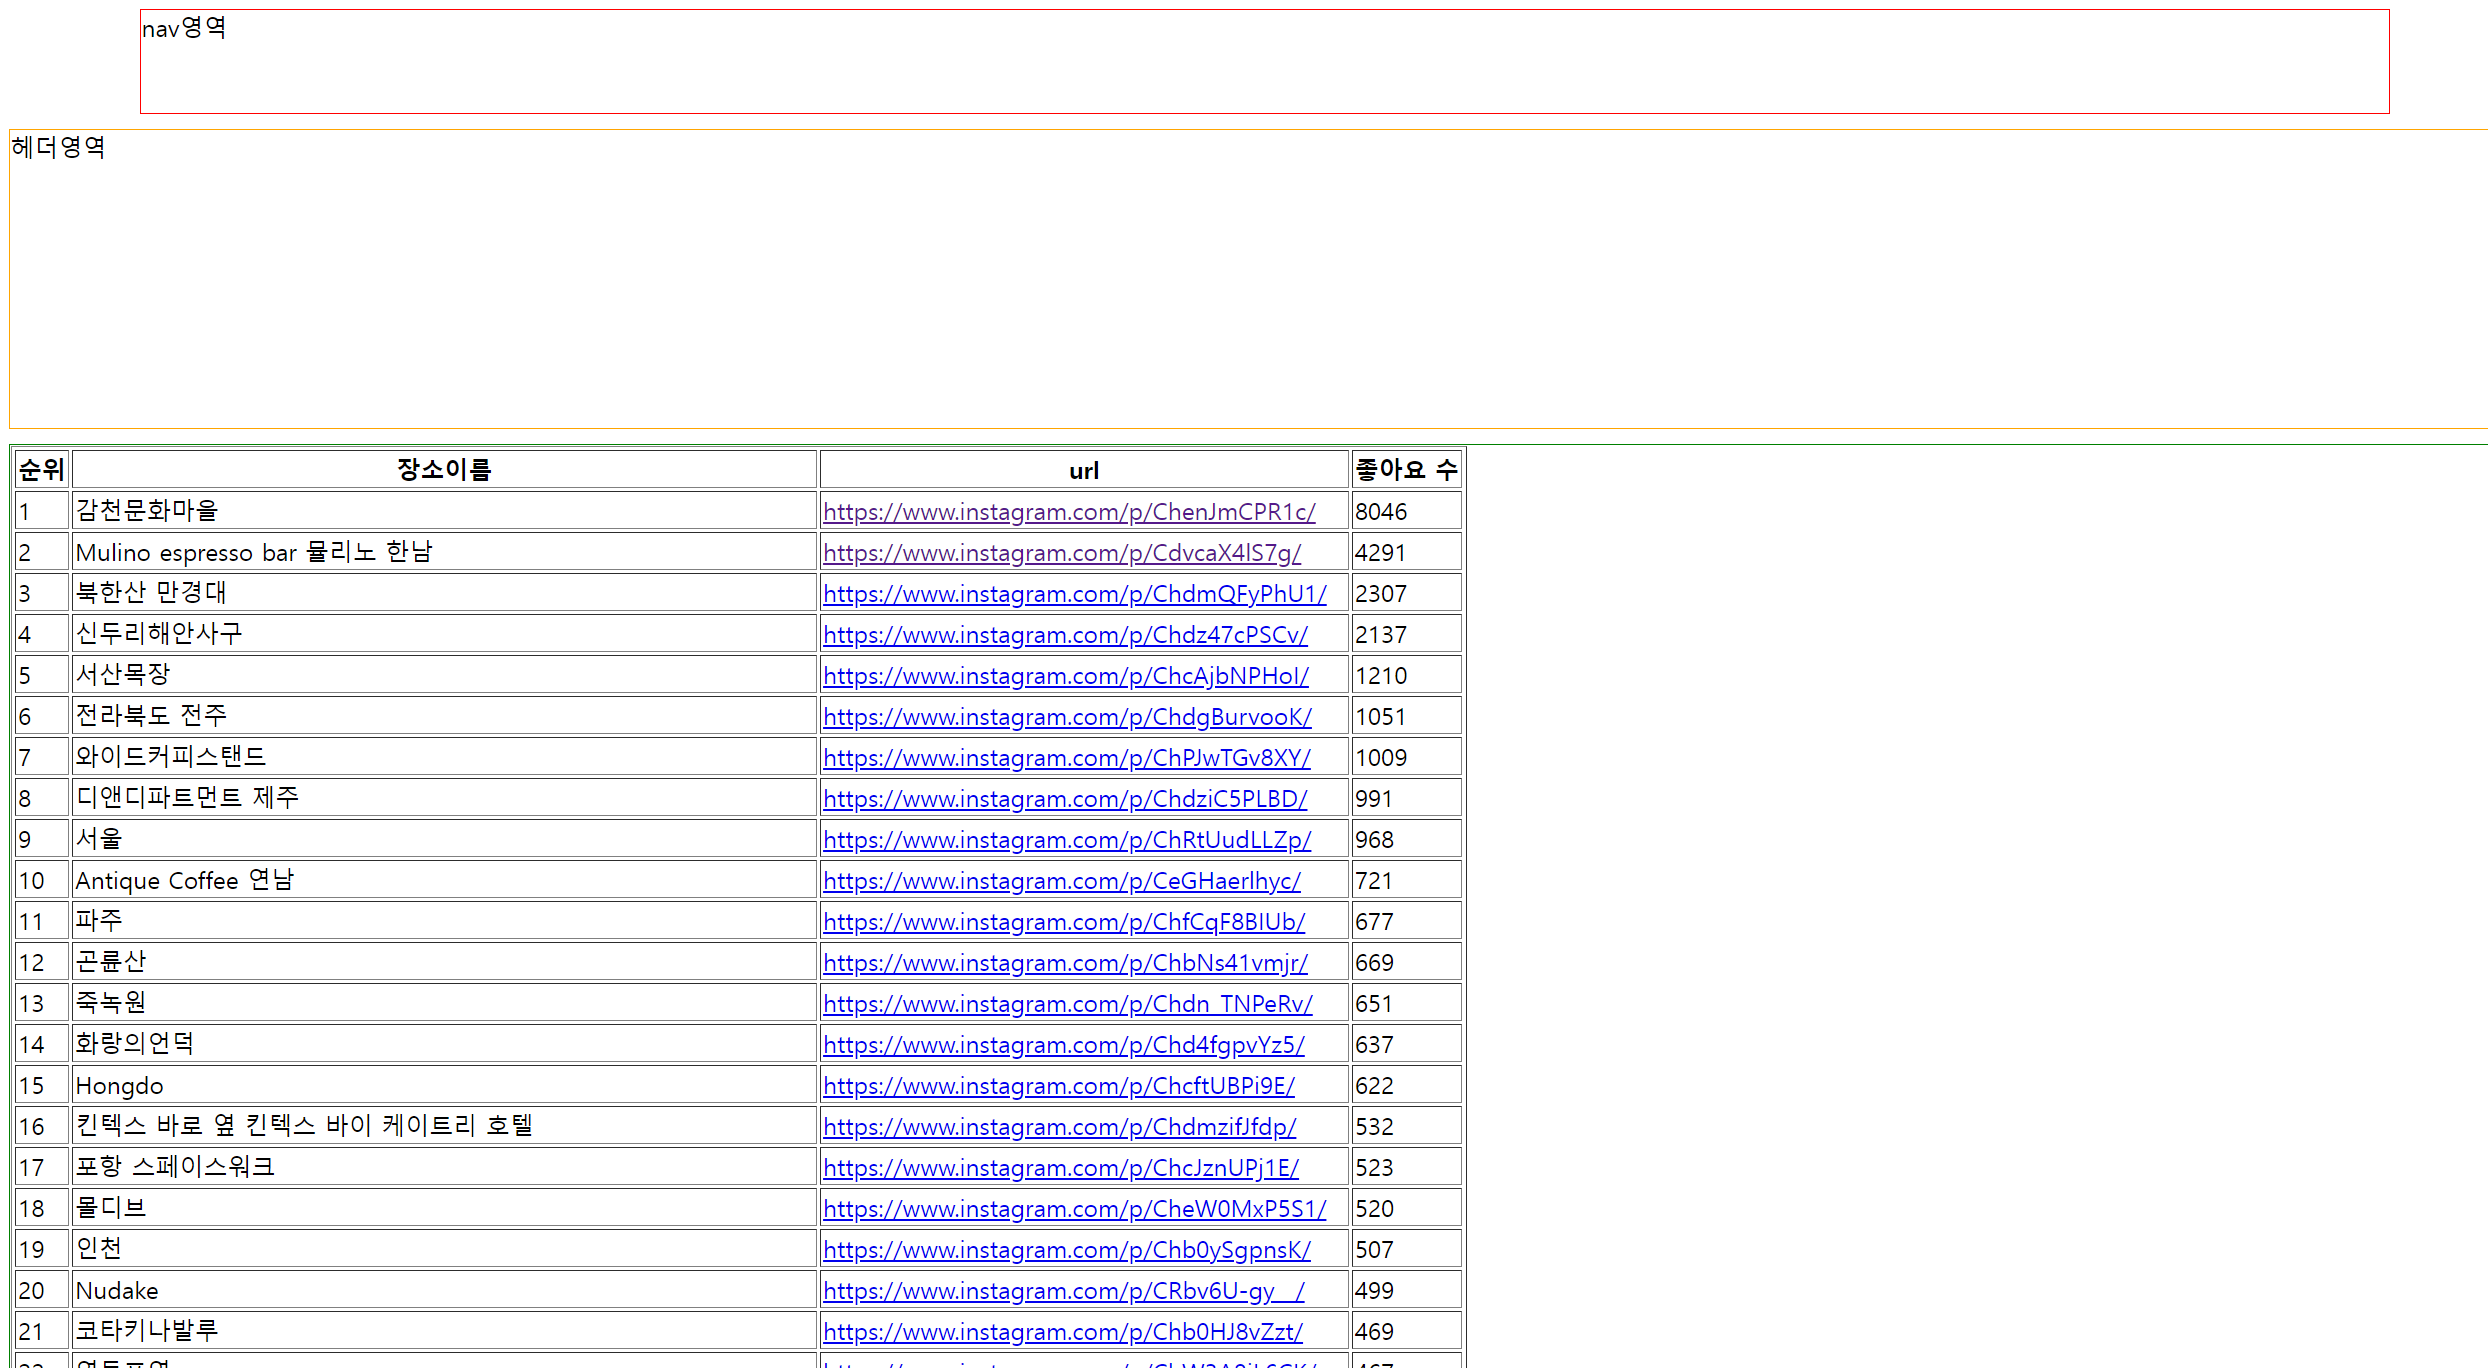 nav영역
헤더영역
순위 장소이름 url 좋아요 수
1 감천문화마을 https://www.instagram.com/p/ChenJmCPR1c/ 8046
2 Mulino espresso bar 뮬리노 한남 https://www.instagram.com/p/CdvcaX4lS7g/ 4291
3 북한산 만경대 https://www.instagram.com/p/ChdmQFyPhU1/ 2307
4 신두리해안사구 https://www.instagram.com/p/Chdz47cPSCv/ 2137
5 서산목장 https://www.instagram.com/p/ChcAjbNPHoI/ 1210
6 전라북도 전주 https://www.instagram.com/p/ChdgBurvooK/ 1051
7 와이드커피스탠드 https://www.instagram.com/p/ChPJwTGv8XY/ 1009
8 디앤디파트먼트 제주 https://www.instagram.com/p/ChdziC5PLBD/ 991
9 서울 https://www.instagram.com/p/ChRtUudLLZp/ 968
10 Antique Coffee 연남 https://www.instagram.com/p/CeGHaerlhyc/ 721
11 파주 https://www.instagram.com/p/ChfCqF8BIUb/ 677
12 곤륜산 https://www.instagram.com/p/ChbNs41vmjr/ 669
13 죽녹원 https://www.instagram.com/p/Chdn_TNPeRv/ 651
14 화랑의언덕 https://www.instagram.com/p/Chd4fgpvYz5/ 637
15 Hongdo https://www.instagram.com/p/ChcftUBPi9E/ 622
16 킨텍스 바로 옆 킨텍스 바이 케이트리 호텔 https://www.instagram.com/p/ChdmzifJfdp/ 532
17 포항 스페이스워크 https://www.instagram.com/p/ChcJznUPj1E/ 523
18 몰디브 https://www.instagram.com/p/CheW0MxP5S1/ 520
19 인천 https://www.instagram.com/p/Chb0ySgpnsK/ 507
20 Nudake https://www.instagram.com/p/CRbv6U-gy__/ 499
21 코타키나발루 https://www.instagram.com/p/Chb0HJ8vZzt/ 469